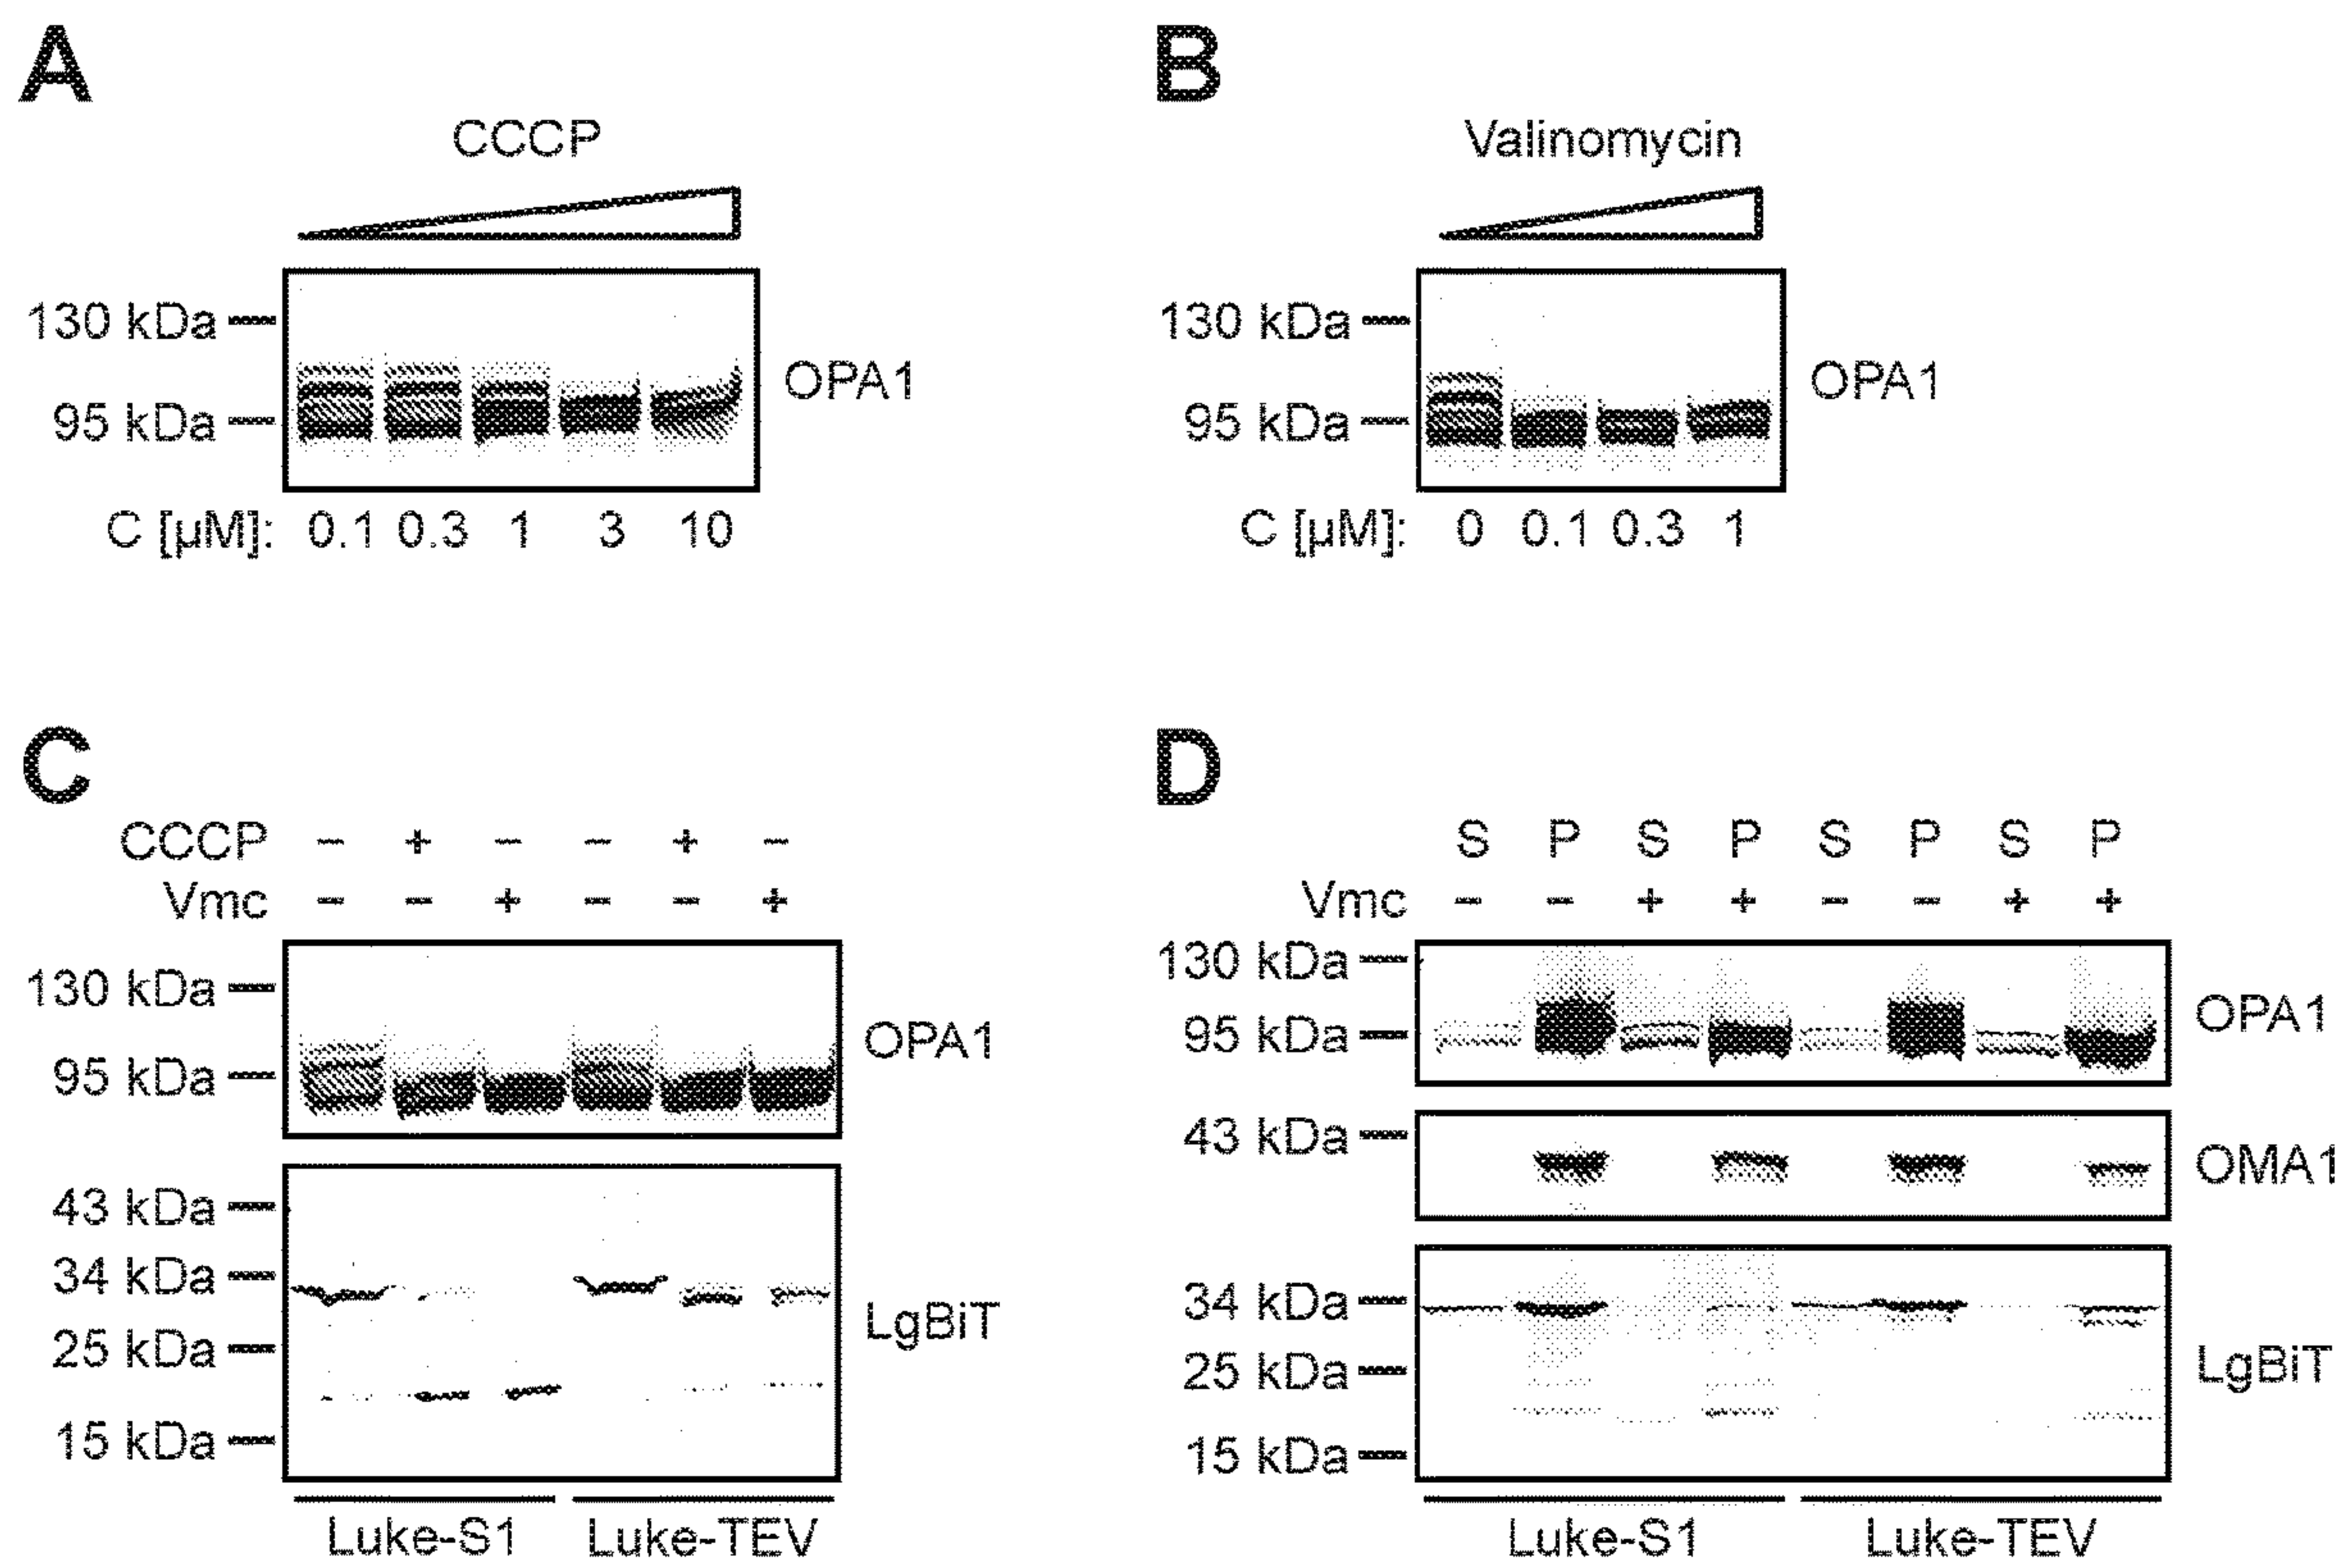 A
CCCP
130 kDa
95 kDa
OPA1
C [µM]: 0.1 0.3 1 3 10
B
Valinomycin
130 kDa
95 kDa
OPA1
C [µM]: 0 0.1 0.3 1
C
CCCP − + − − + −
Vmc − − + − − +
130 kDa
95 kDa
OPA1
43 kDa
34 kDa
25 kDa
15 kDa
LgBiT
Luke-S1 Luke-TEV
D
S P S P S P S P
Vmc − − + + − − + +
130 kDa
95 kDa
OPA1
43 kDa
OMA1
34 kDa
25 kDa
15 kDa
LgBiT
Luke-S1 Luke-TEV